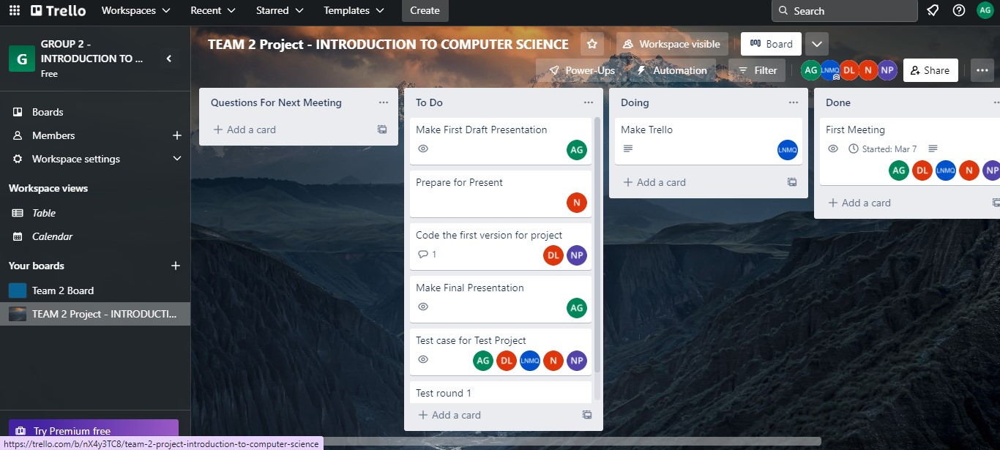 Trello
Workspaces
Recent
Starred
Templates
Create
Search
AG
G
GROUP 2 -
INTRODUCTION TO ...
Free
Boards
Members
Workspace settings
Workspace views
Table
Calendar
Your boards
Team 2 Board
TEAM 2 Project - INTRODUCTI...
Try Premium free
https://trello.com/b/nX4y3TC8/team-2-project-introduction-to-computer-science
TEAM 2 Project - INTRODUCTION TO COMPUTER SCIENCE
Workspace visible
Board
Power-Ups
Automation
Filter
AG LNMQ DL N NP
Share
Questions For Next Meeting
Add a card
To Do
Make First Draft Presentation
AG
Prepare for Present
N
Code the first version for project
1
DL NP
Make Final Presentation
AG
Test case for Test Project
AG DL LNMQ N NP
Test round 1
Add a card
Doing
Make Trello
LNMQ
Add a card
Done
First Meeting
Started: Mar 7
AG DL LNMQ N NP
Add a card